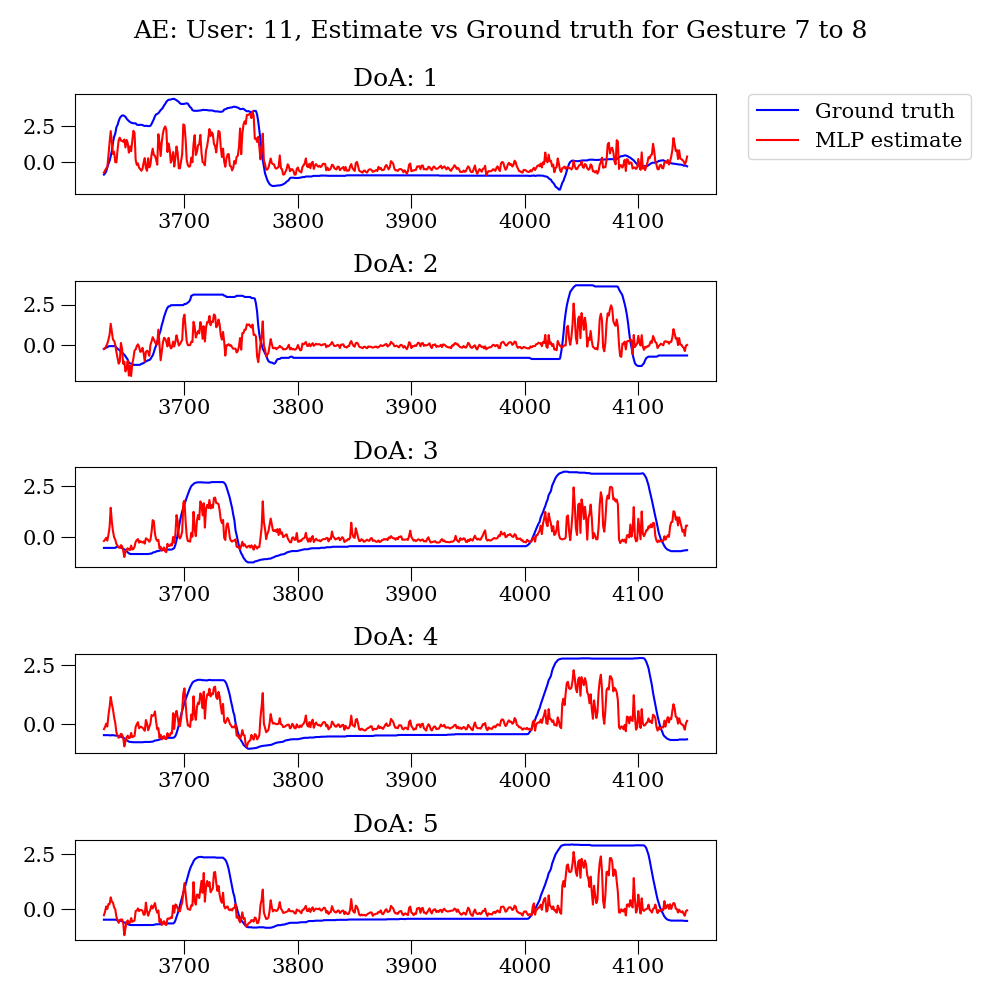 AE: User: 11, Estimate vs Ground truth for Gesture 7 to 8
DoA: 1
2.5
0.0
3700 3800 3900 4000 4100
Ground truth
MLP estimate
DoA: 2
2.5
0.0
3700 3800 3900 4000 4100
DoA: 3
2.5
0.0
3700 3800 3900 4000 4100
DoA: 4
2.5
0.0
3700 3800 3900 4000 4100
DoA: 5
2.5
0.0
3700 3800 3900 4000 4100